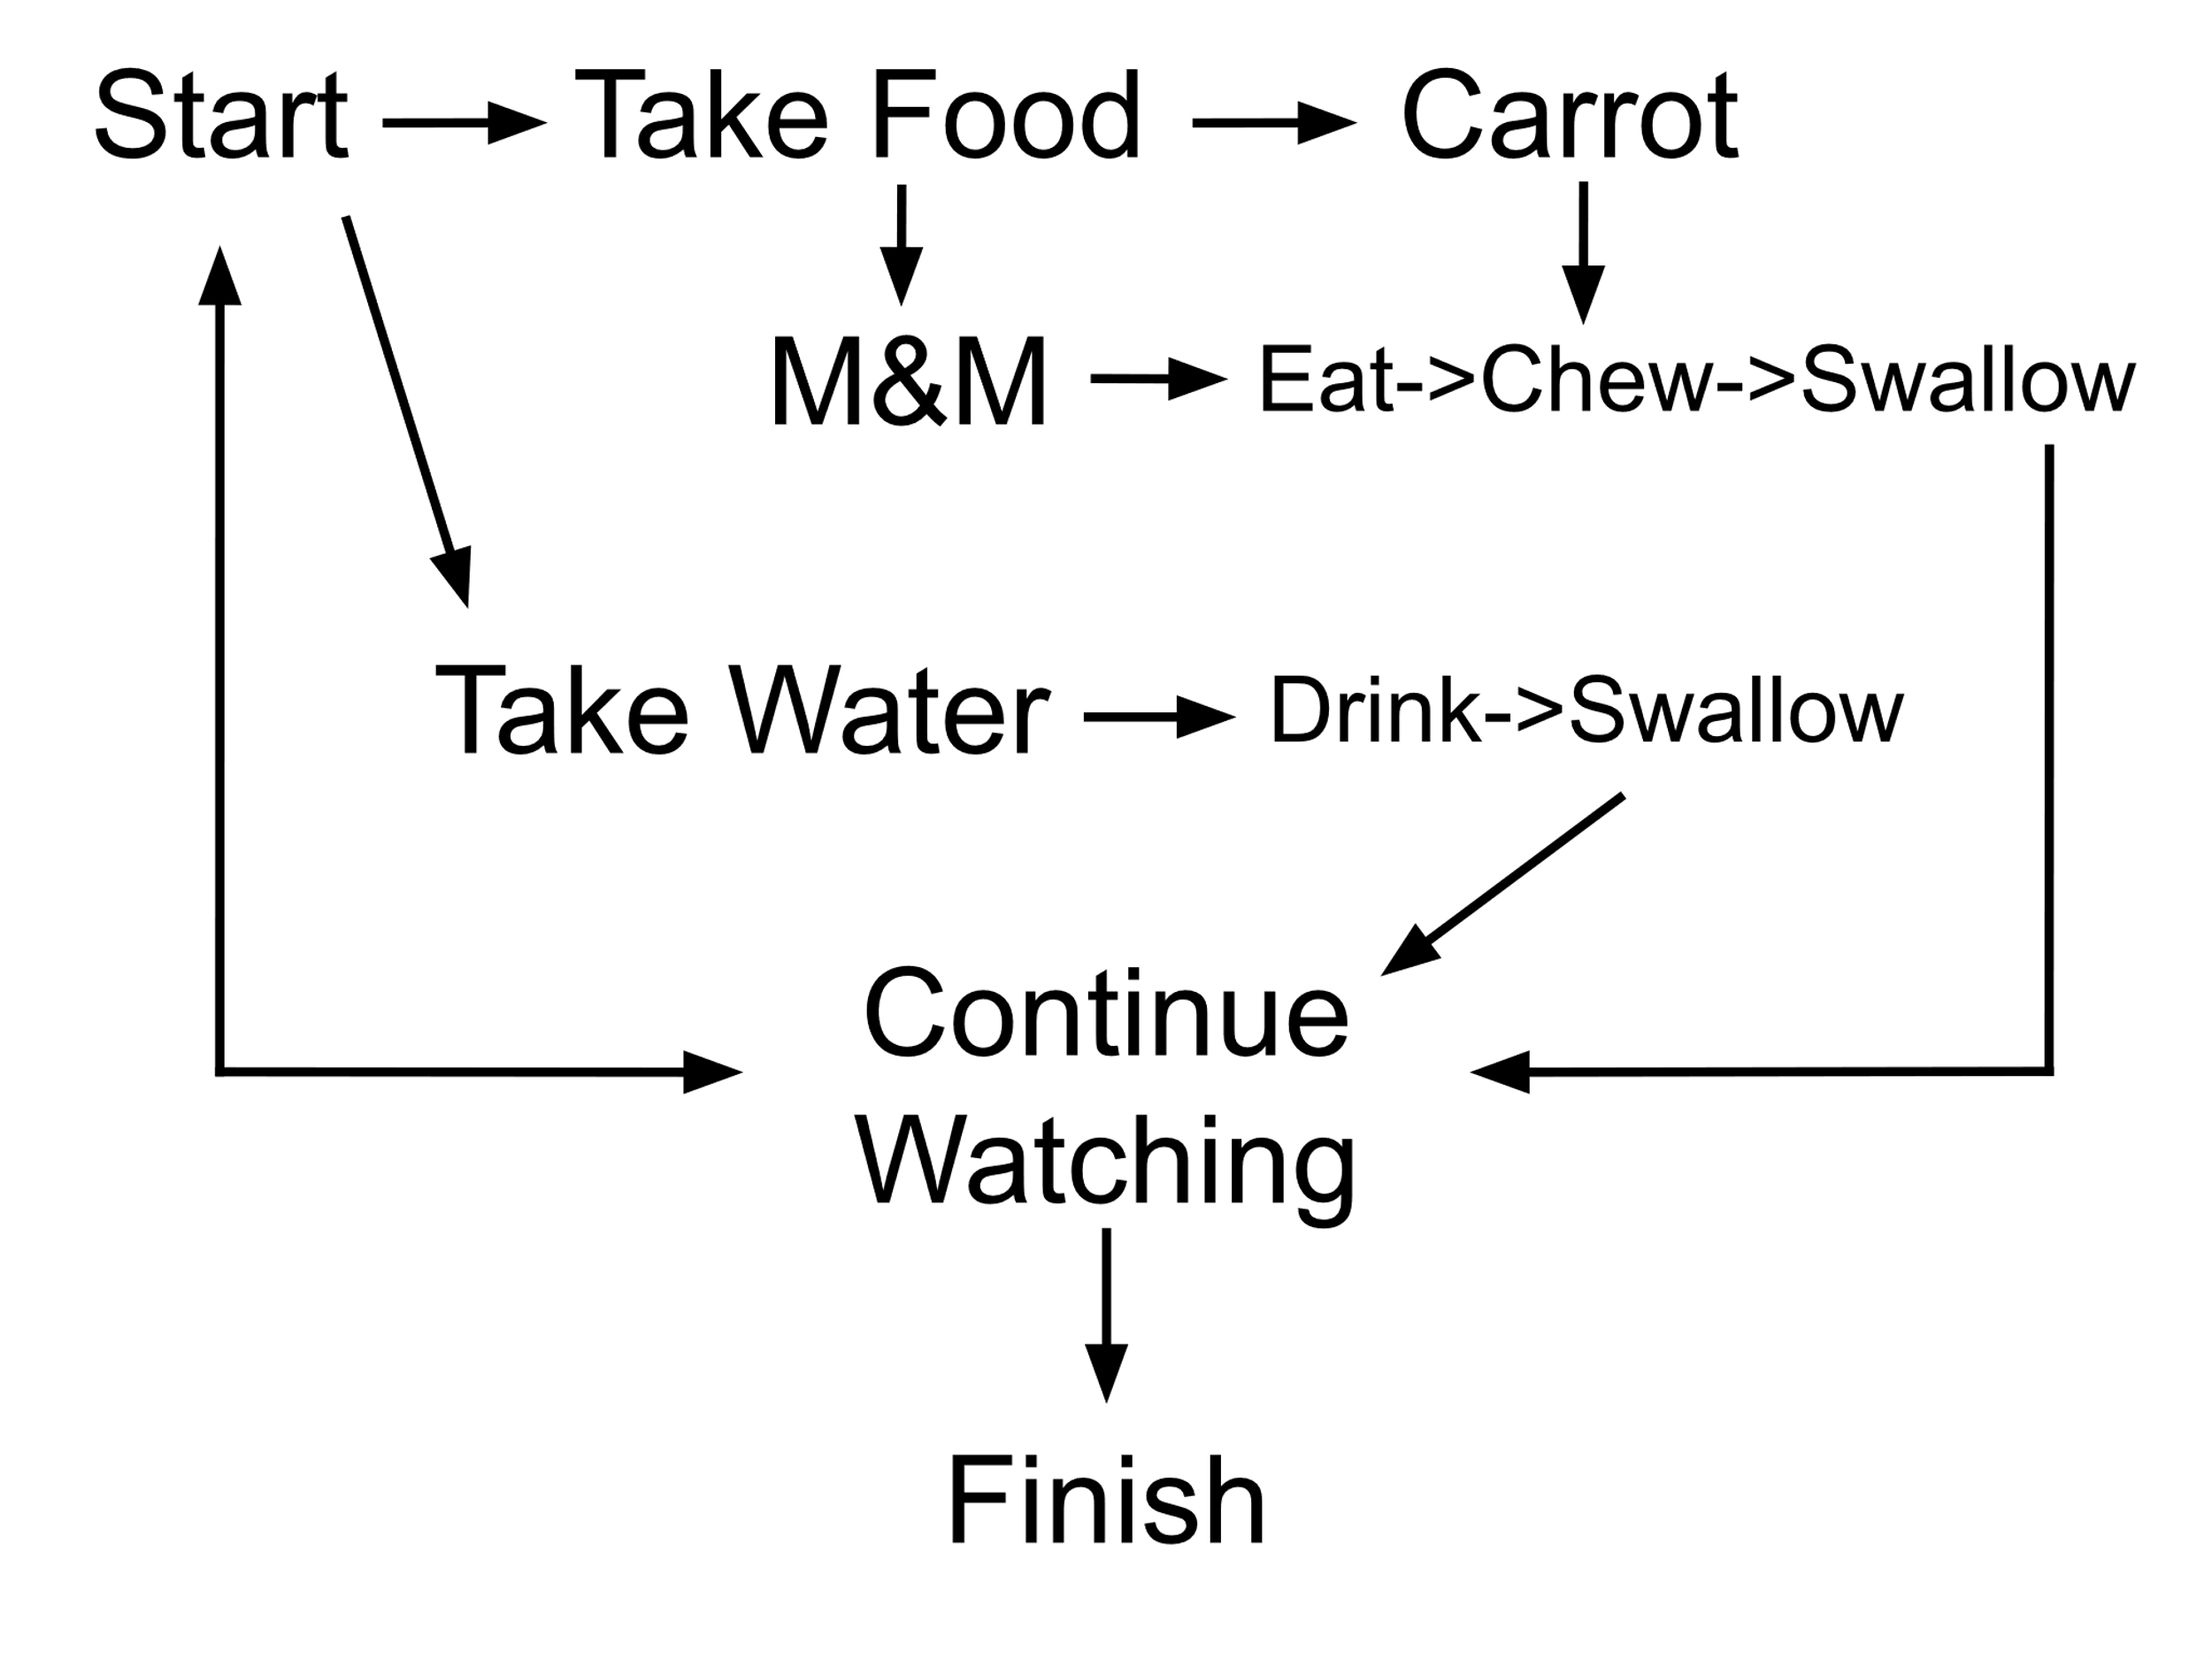 Start
Take Food
Carrot
M&M
Eat->Chew->Swallow
Take Water
Drink->Swallow
Continue
Watching
Finish